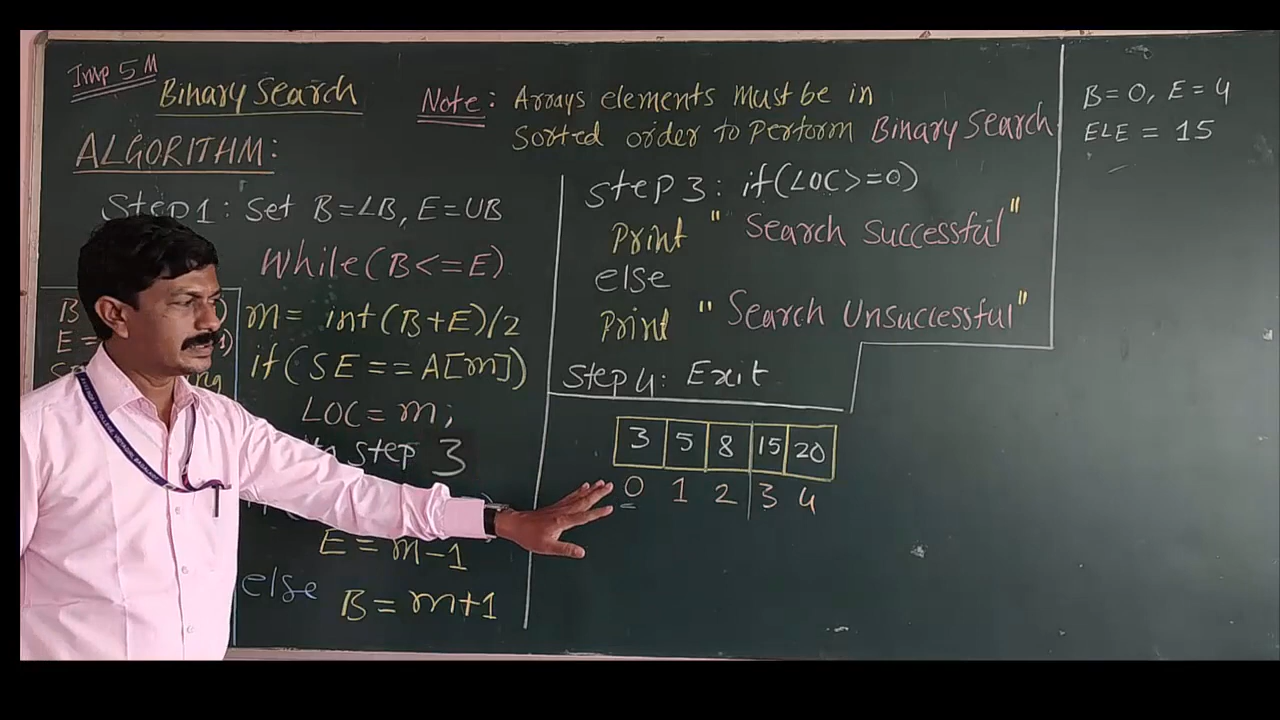 Imp 5 M
Binary Search
Note: Arrays elements must be in
Sorted order to Perform Binary Search
ALGORITHM:
Step 1: Set B=LB, E=UB
While(B<=E)
m= int(B+E)/2
if(SE == A[m])
LOC= m;
step 3
E= m-1
else B= m+1
B
E=
Step 3: if(LOC>=0)
Print " Search Successful"
else
Print " Search Unsuccessful"
Step 4: Exit
3 5 8 15 20
0 1 2 3 4
B=0, E=4
ELE = 15